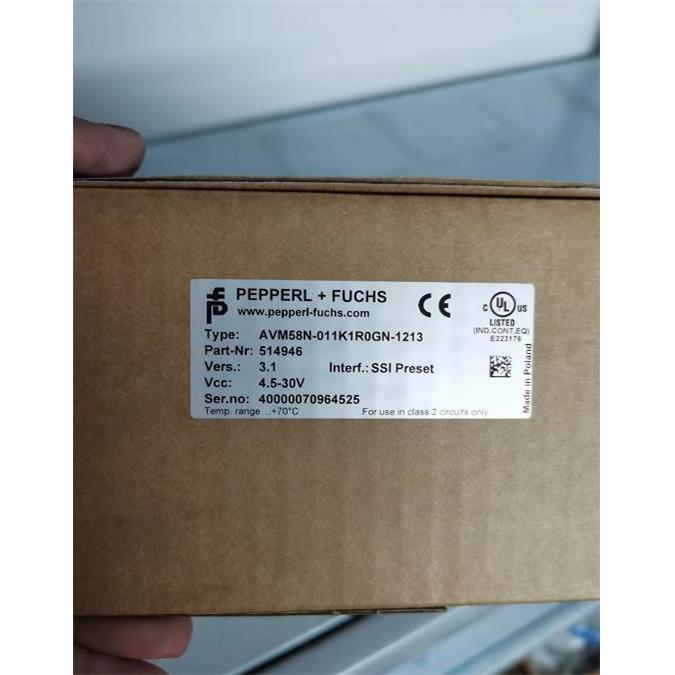 PEPPERL + FUCHS
www.pepperl-fuchs.com
Type: AVM58N-011K1R0GN-1213
Part-Nr: 514946
Vers.: 3.1 Interf.: SSI Preset
Vcc: 4.5-30V
Ser.no: 40000070964525
Temp. range ..+70°C For use in class 2 circuits only
CE
C UL US
LISTED
(IND.CONT.EQ)
E223176
Made in Poland